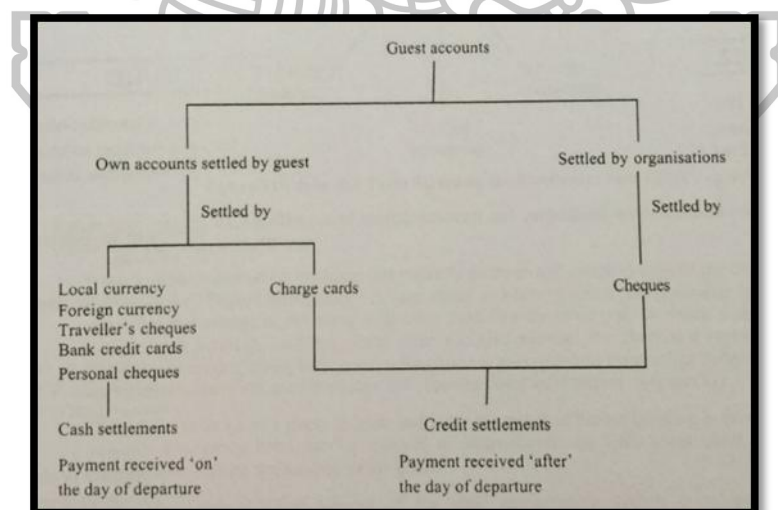 Guest accounts
Own accounts settled by guest
Settled by organisations
Settled by
Settled by
Local currency
Foreign currency
Traveller's cheques
Bank credit cards
Personal cheques
Charge cards
Cheques
Cash settlements
Payment received 'on'
the day of departure
Credit settlements
Payment received 'after'
the day of departure